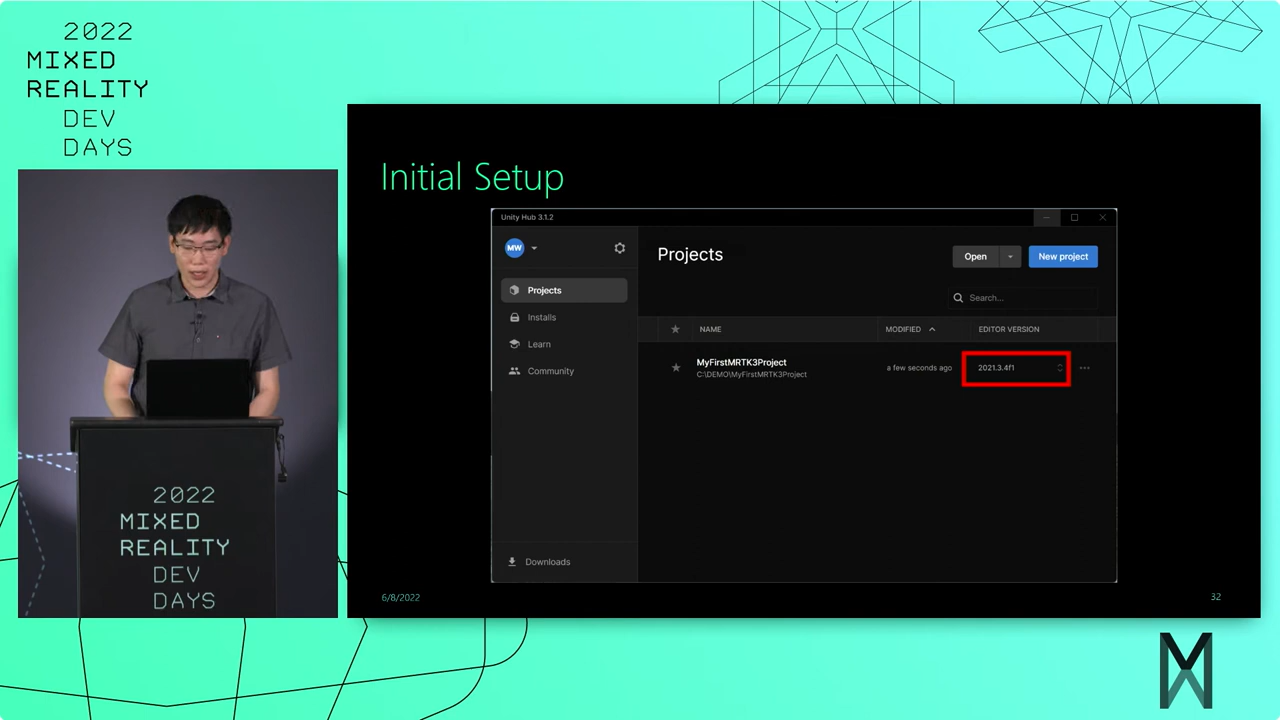 2022
MIXED
REALITY
DEV
DAYS
Initial Setup
Unity Hub 3.1.2
MW
Projects
Open
New project
Projects
Search...
Installs
NAME
MODIFIED
EDITOR VERSION
Learn
MyFirstMRTK3Project
a few seconds ago
2021.3.4f1
Community
C:\DEMO\MyFirstMRTK3Project
Downloads
6/8/2022
32
2022
MIXED
REALITY
DEV
DAYS